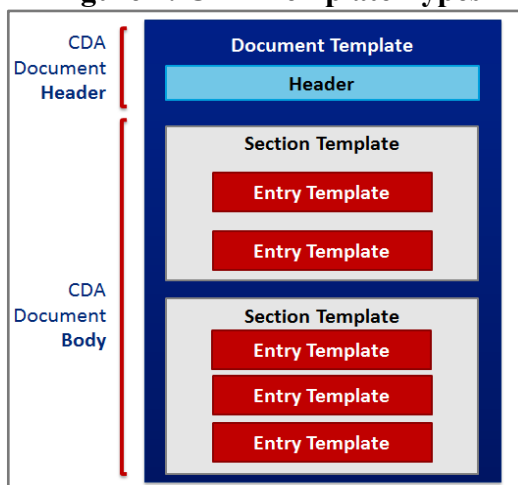 CDA
Document
Header
Document Template
Header
Section Template
Entry Template
Entry Template
CDA
Document
Body
Section Template
Entry Template
Entry Template
Entry Template